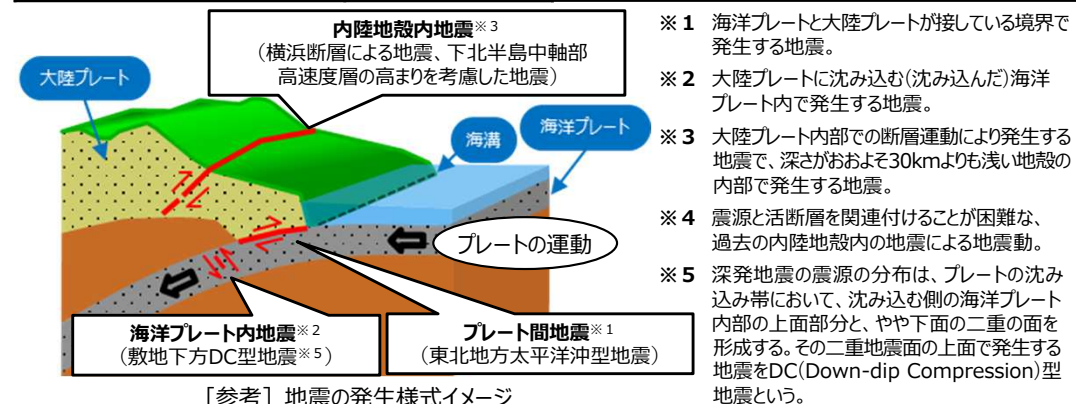 内陸地殻内地震※3
（横浜断層による地震、下北半島中軸部
高速度層の高まりを考慮した地震）
大陸プレート
海溝
海洋プレート
プレートの運動
海洋プレート内地震※2
（敷地下方DC型地震※5）
プレート間地震※1
（東北地方太平洋沖型地震）
［参考］地震の発生様式イメージ
※1 海洋プレートと大陸プレートが接している境界で
発生する地震。
※2 大陸プレートに沈み込む(沈み込んだ)海洋
プレート内で発生する地震。
※3 大陸プレート内部での断層運動により発生する
地震で、深さがおおよそ30kmよりも浅い地殻の
内部で発生する地震。
※4 震源と活断層を関連付けることが困難な、
過去の内陸地殻内の地震による地震動。
※5 深発地震の震源の分布は、プレートの沈み
込み帯において、沈み込む側の海洋プレート
内部の上面部分と、やや下面の二重の面を
形成する。その二重地震面の上面で発生する
地震をDC(Down-dip Compression)型
地震という。